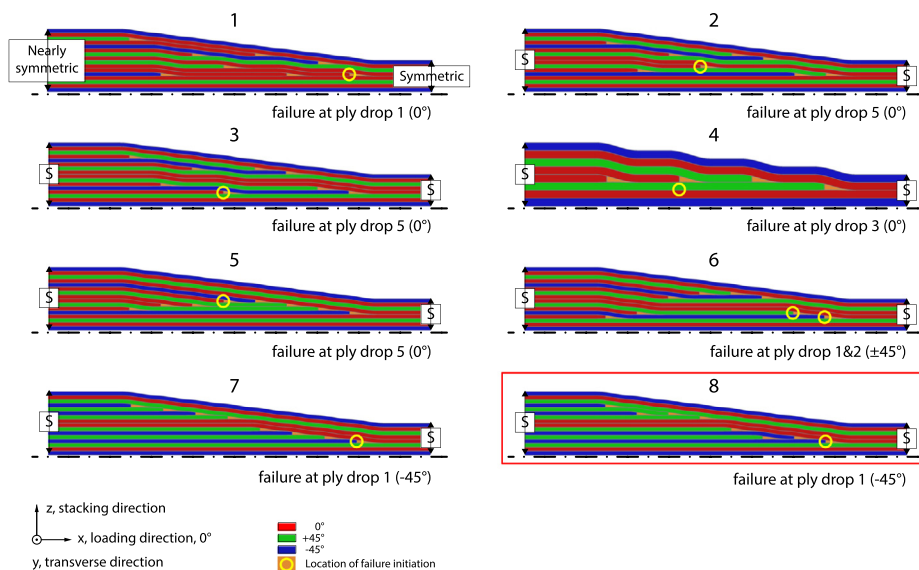 1
Nearly
symmetric
Symmetric
failure at ply drop 1 (0°)
2
S
S
failure at ply drop 5 (0°)
3
S
S
failure at ply drop 5 (0°)
4
S
S
failure at ply drop 3 (0°)
5
S
S
failure at ply drop 5 (0°)
6
S
S
failure at ply drop 1&2 (±45°)
7
S
S
failure at ply drop 1 (-45°)
8
S
S
failure at ply drop 1 (-45°)
z, stacking direction
x, loading direction, 0°
y, transverse direction
0°
+45°
-45°
Location of failure initiation